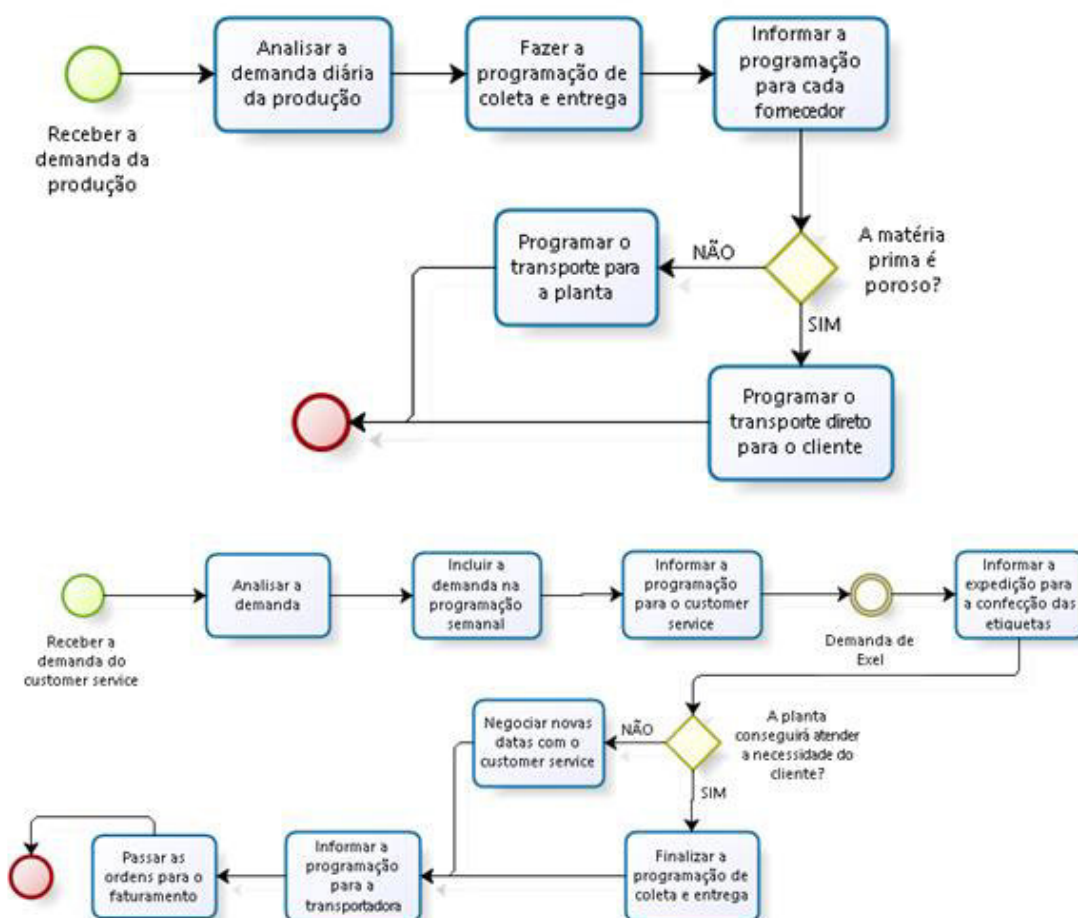 Receber a
demanda da
produção
Analisar a
demanda diária
da produção
Fazer a
programação de
coleta e entrega
Informar a
programação
para cada
fornecedor
A matéria
prima é
poroso?
NÃO
Programar o
transporte para
a planta
SIM
Programar o
transporte direto
para o cliente
Receber a
demanda do
customer service
Analisar a
demanda
Incluir a
demanda na
programação
semanal
Informar a
programação
para o customer
service
Demanda de
Exel
Informar a
expedição para
a confecção das
etiquetas
A planta
conseguirá atender
a necessidade do
cliente?
NÃO
Negociar novas
datas com o
customer service
SIM
Finalizar a
programação de
coleta e entrega
Informar a
programação
para a
transportadora
Passar as
ordens para o
faturamento